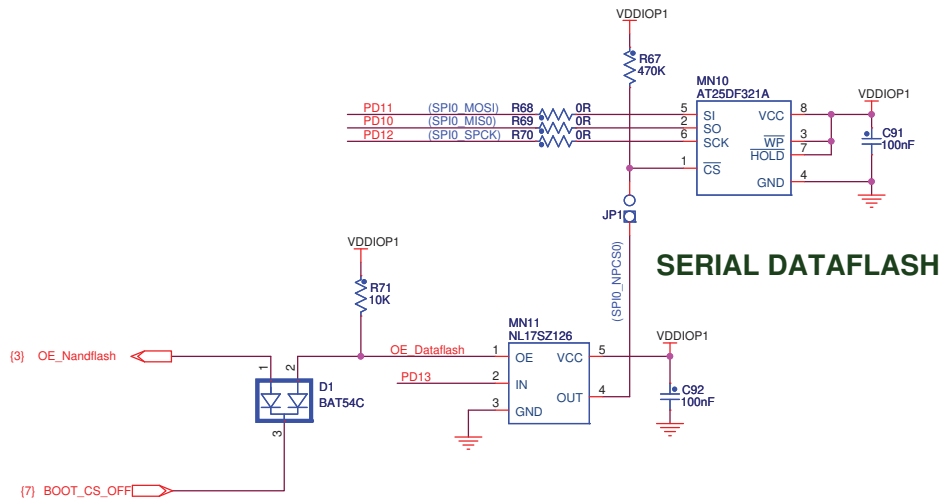 VDDIOP1
R67
470K
MN10
AT25DF321A
VDDIOP1
PD11 (SPI0_MOSI) R68 0R 5 SI VCC 8
PD10 (SPI0_MIS0) R69 0R 2 SO
PD12 (SPI0_SPCK) R70 0R 6 SCK WP 3
C91
100nF
HOLD 7
1 CS
GND 4
JP1
(SPI0_NPCS0)
SERIAL DATAFLASH
VDDIOP1
R71
10K
MN11
NL17SZ126
VDDIOP1
{3} OE_Nandflash
OE_Dataflash 1 OE VCC 5
1 2
PD13 2 IN
D1
BAT54C
OUT 4
C92
100nF
3 GND
3
{7} BOOT_CS_OFF